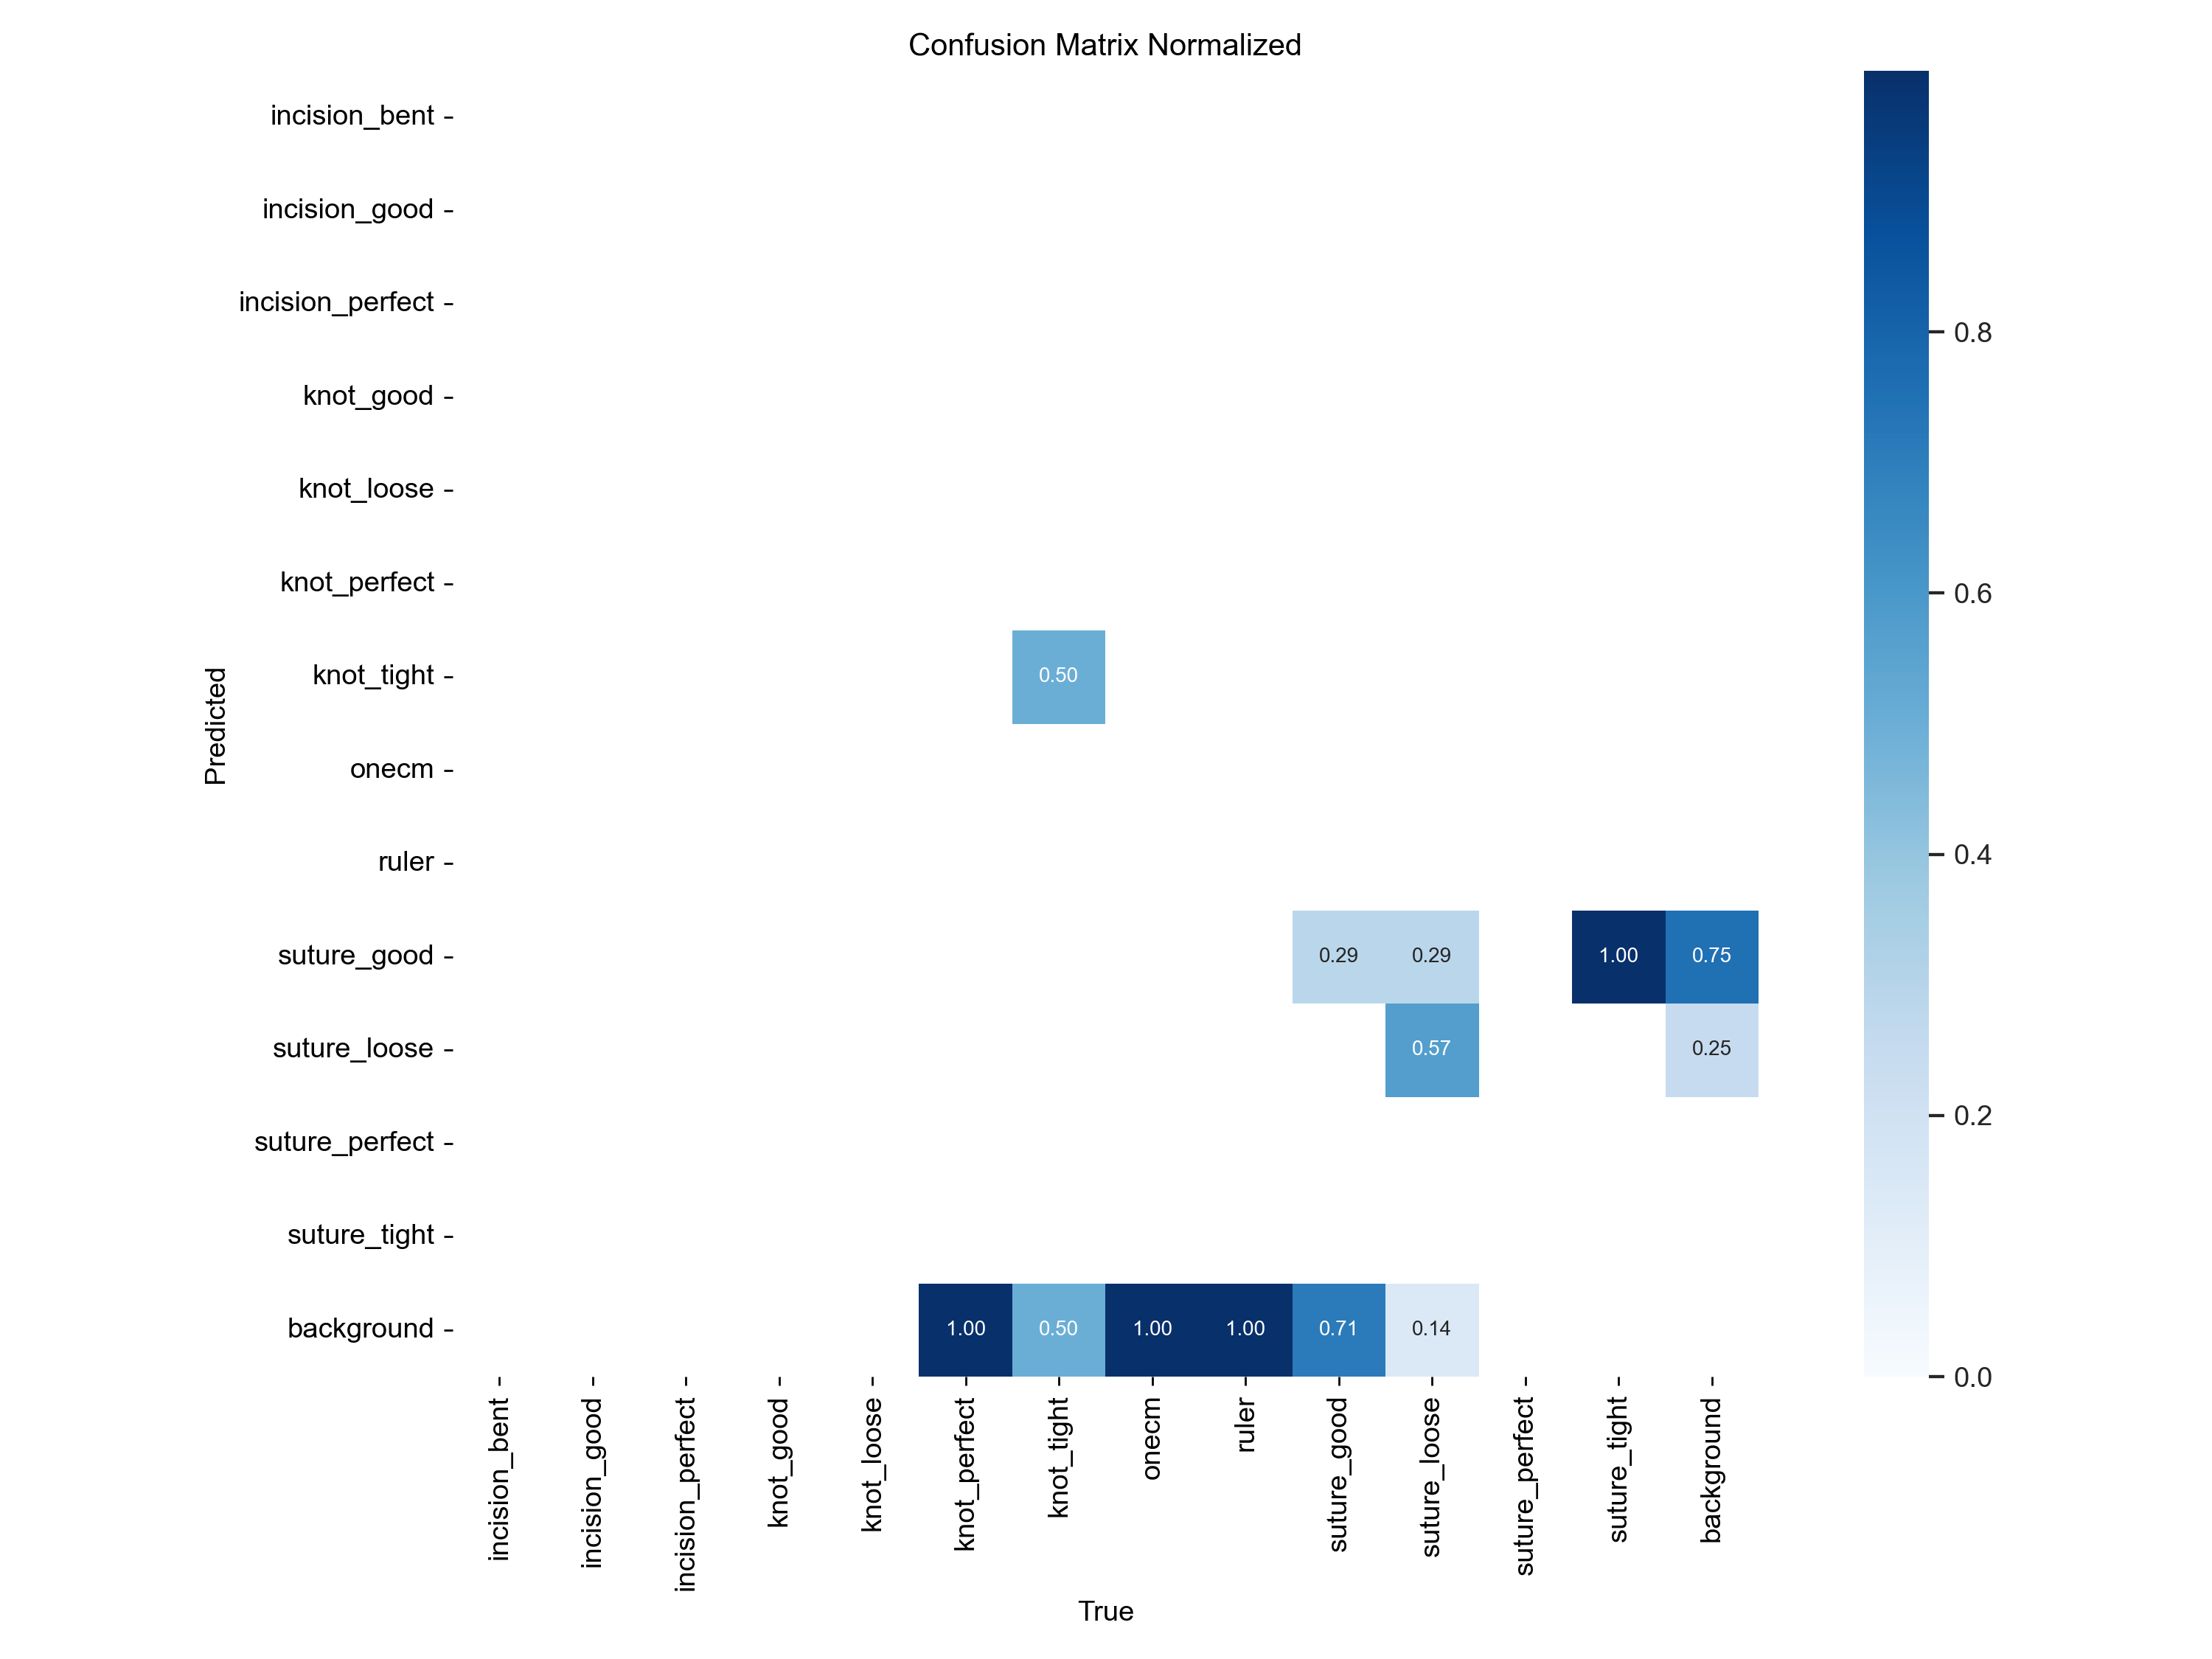 Confusion Matrix Normalized
incision_bent
incision_good
incision_perfect
knot_good
knot_loose
knot_perfect
knot_tight
onecm
ruler
suture_good
suture_loose
suture_perfect
suture_tight
background
Predicted
0.50
0.29 0.29 1.00 0.75
0.57 0.25
1.00 0.50 1.00 1.00 0.71 0.14
incision_bent
incision_good
incision_perfect
knot_good
knot_loose
knot_perfect
knot_tight
onecm
ruler
suture_good
suture_loose
suture_perfect
suture_tight
background
True
0.8
0.6
0.4
0.2
0.0